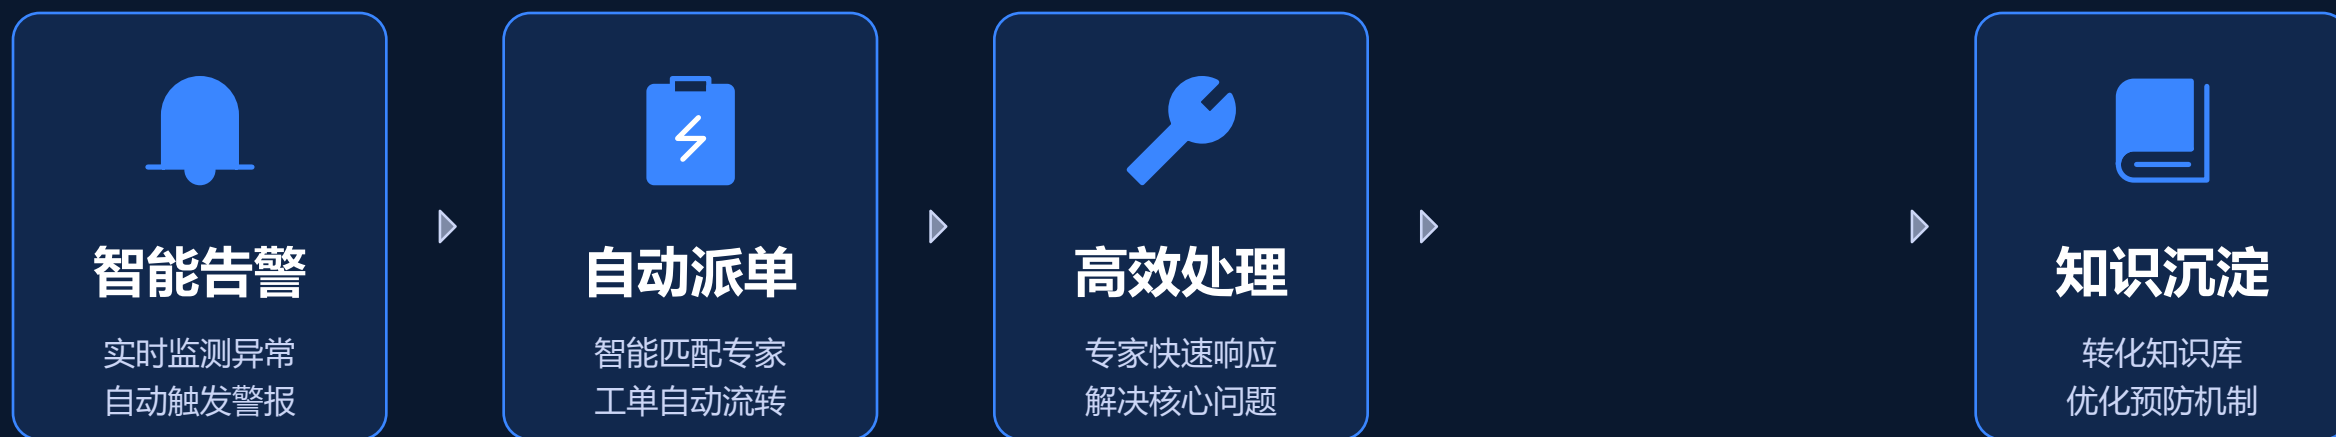 智能告警
实时监测异常
自动触发警报
自动派单
智能匹配专家
工单自动流转
高效处理
专家快速响应
解决核心问题
知识沉淀
转化知识库
优化预防机制